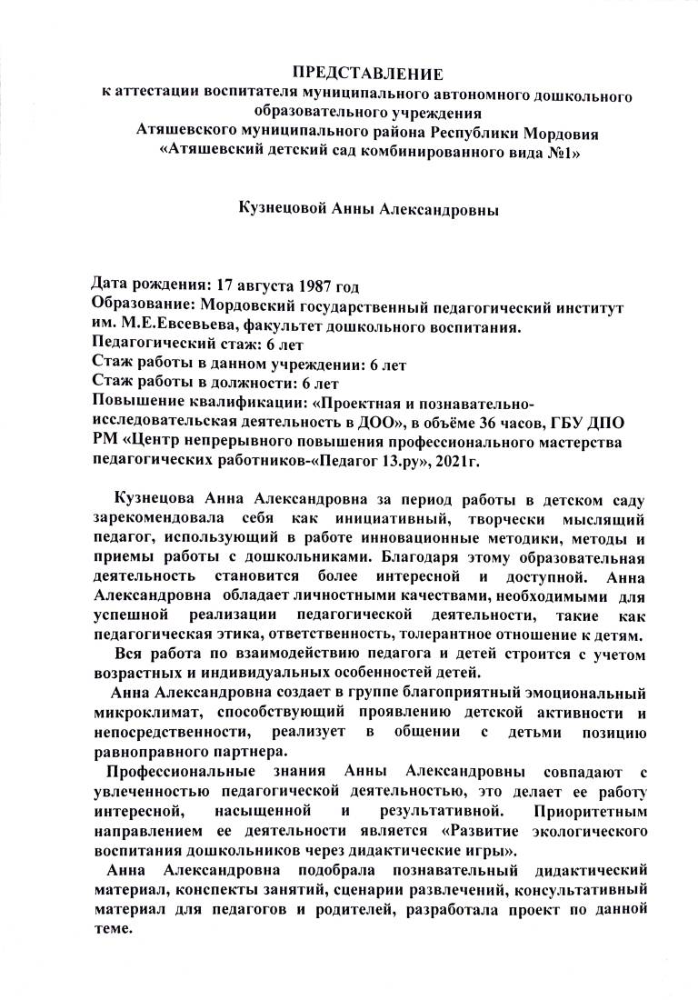 ПРЕДСТАВЛЕНИЕ
к аттестации воспитателя муниципального автономного дошкольного
образовательного учреждения
Атяшевского муниципального района Республики Мордовия
«Атяшевский детский сад комбинированного вида №1»
Кузнецовой Анны Александровны
Дата рождения: 17 августа 1987 год
Образование: Мордовский государственный педагогический институт
им. М.Е.Евсевьева, факультет дошкольного воспитания.
Педагогический стаж: 6 лет
Стаж работы в данном учреждении: 6 лет
Стаж работы в должности: 6 лет
Повышение квалификации: «Проектная и познавательно-
исследовательская деятельность в ДОО», в объёме 36 часов, ГБУ ДПО
РМ «Центр непрерывного повышения профессионального мастерства
педагогических работников-«Педагог 13.ру», 2021г.
Кузнецова Анна Александровна за период работы в детском саду
зарекомендовала себя как инициативный, творчески мыслящий
педагог, использующий в работе инновационные методики, методы и
приемы работы с дошкольниками. Благодаря этому образовательная
деятельность становится более интересной и доступной. Анна
Александровна обладает личностными качествами, необходимыми для
успешной реализации педагогической деятельности, такие как
педагогическая этика, ответственность, толерантное отношение к детям.
Вся работа по взаимодействию педагога и детей строится с учетом
возрастных и индивидуальных особенностей детей.
Анна Александровна создает в группе благоприятный эмоциональный
микроклимат, способствующий проявлению детской активности и
непосредственности, реализует в общении с детьми позицию
равноправного партнера.
Профессиональные знания Анны Александровны совпадают с
увлеченностью педагогической деятельностью, это делает ее работу
интересной, насыщенной и результативной. Приоритетным
направлением ее деятельности является «Развитие экологического
воспитания дошкольников через дидактические игры».
Анна Александровна подобрала познавательный дидактический
материал, конспекты занятий, сценарии развлечений, консультативный
материал для педагогов и родителей, разработала проект по данной
теме.